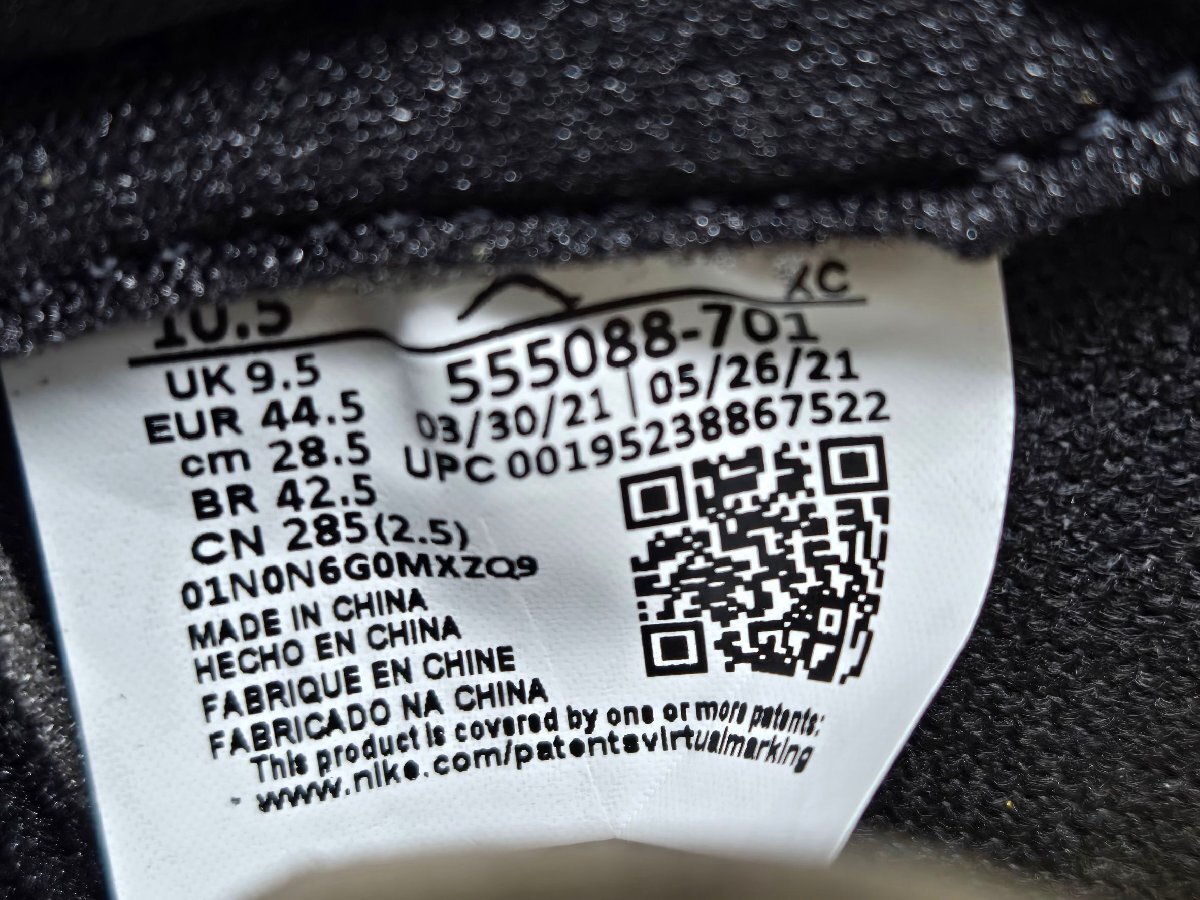 10.5
XC
UK 9.5
555088-701
EUR 44.5
03/30/21 | 05/26/21
cm 28.5
UPC 00195238867522
BR 42.5
CN 285(2.5)
01N0N6G0MXZQ9
MADE IN CHINA
HECHO EN CHINA
FABRIQUE EN CHINE
FABRICADO NA CHINA
This product is covered by one or more patents:
www.nike.com/patentsvirtualmarking